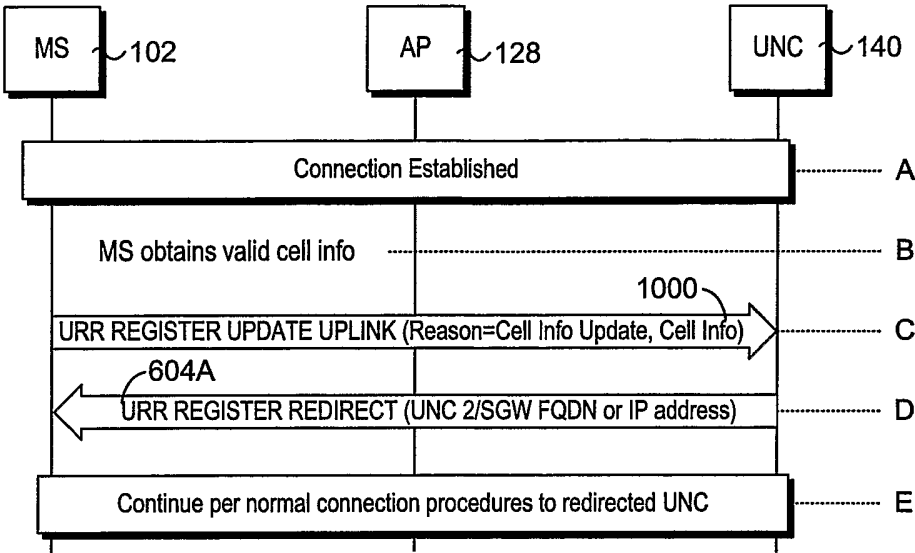 MS
102
AP
128
UNC
140
Connection Established
A
MS obtains valid cell info
B
1000
URR REGISTER UPDATE UPLINK (Reason=Cell Info Update, Cell Info)
C
604A
URR REGISTER REDIRECT (UNC 2/SGW FQDN or IP address)
D
Continue per normal connection procedures to redirected UNC
E